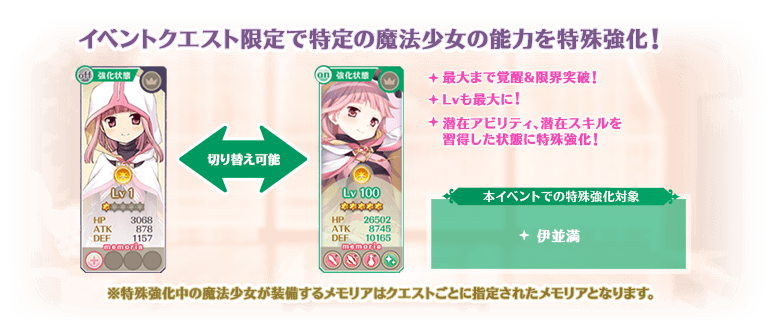 イベントクエスト限定で特定の魔法少女の能力を特殊強化!
off 強化状態
Lv 1
HP 3068
ATK 878
DEF 1157
memoria
切り替え可能
on 強化状態
Lv 100
HP 26502
ATK 8745
DEF 10165
memoria
最大まで覚醒&限界突破!
Lvも最大に!
潜在アビリティ、潜在スキルを
習得した状態に特殊強化!
本イベントでの特殊強化対象
伊並満
※特殊強化中の魔法少女が装備するメモリアはクエストごとに指定されたメモリアとなります。